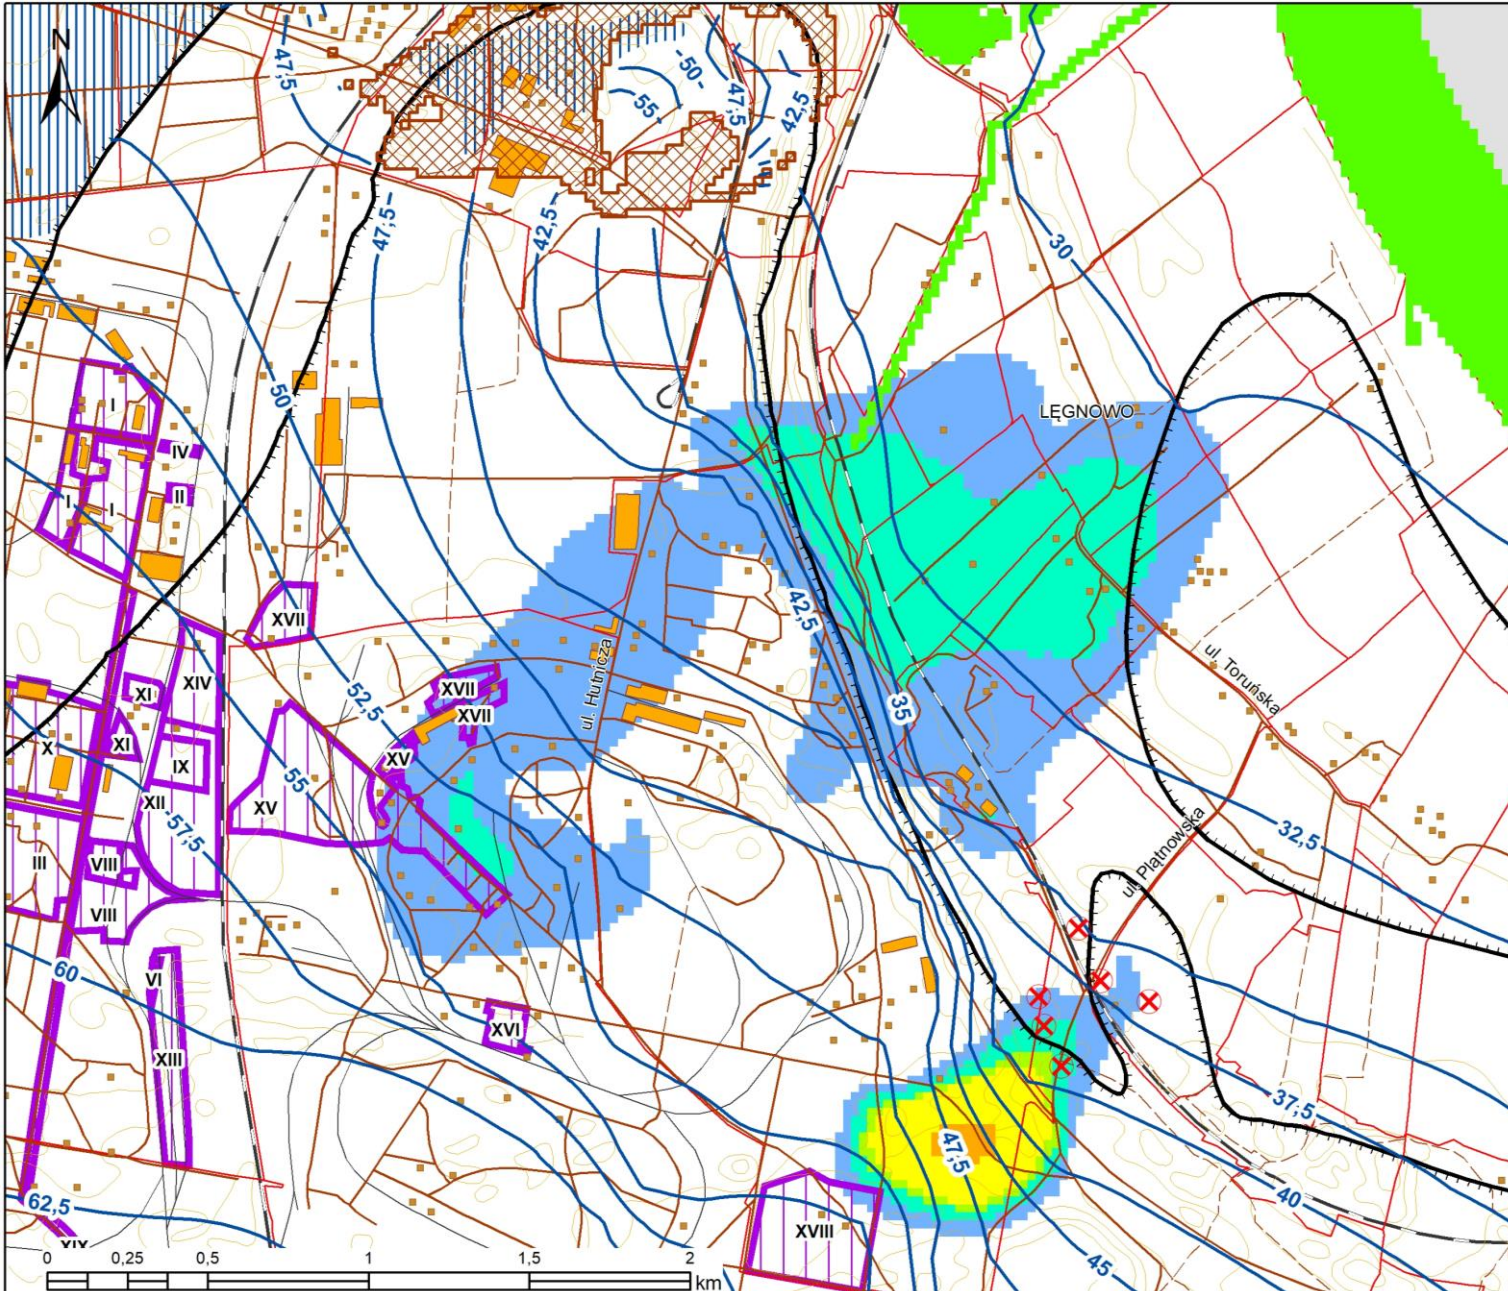 N
47,5
-50-
55-
47,5
42,5
47,5-
42,5-
30
50
LĘGNOWO
I
IV
II
I
I
42,5
XVII
ul. Hutnicza
ul. Toruńska
XI
XIV
52,5
XVII
XVII
35
X
XI
IX
XV
55
XV
XII
-57,5
ul. Plątnowska
32,5
III
VIII
VIII
60
VI
XVI
XIII
37,5
47,5
40
62,5
XVIII
XIX
45
0 0,25 0,5 1 1,5 2
km